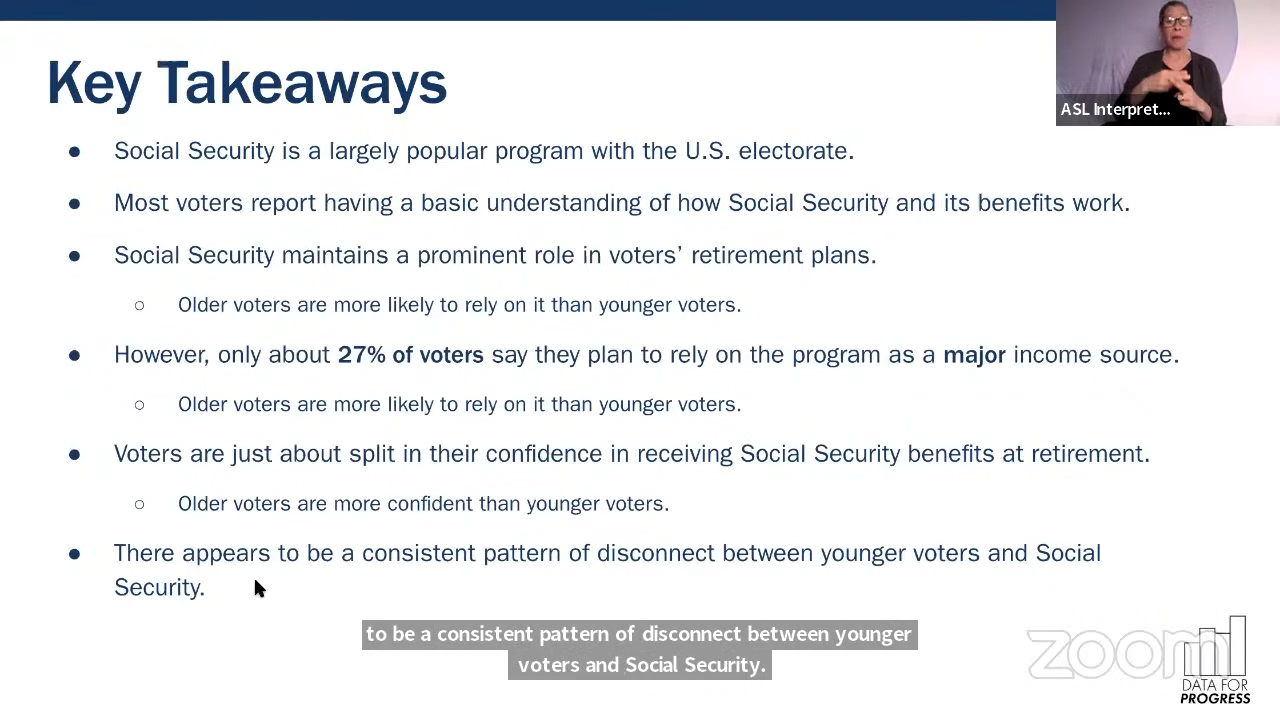 Key Takeaways
ASL Interpret...
● Social Security is a largely popular program with the U.S. electorate.
● Most voters report having a basic understanding of how Social Security and its benefits work.
● Social Security maintains a prominent role in voters’ retirement plans.
○ Older voters are more likely to rely on it than younger voters.
● However, only about 27% of voters say they plan to rely on the program as a major income source.
○ Older voters are more likely to rely on it than younger voters.
● Voters are just about split in their confidence in receiving Social Security benefits at retirement.
○ Older voters are more confident than younger voters.
● There appears to be a consistent pattern of disconnect between younger voters and Social
Security.
to be a consistent pattern of disconnect between younger
voters and Social Security.
zoom
DATA FOR
PROGRESS